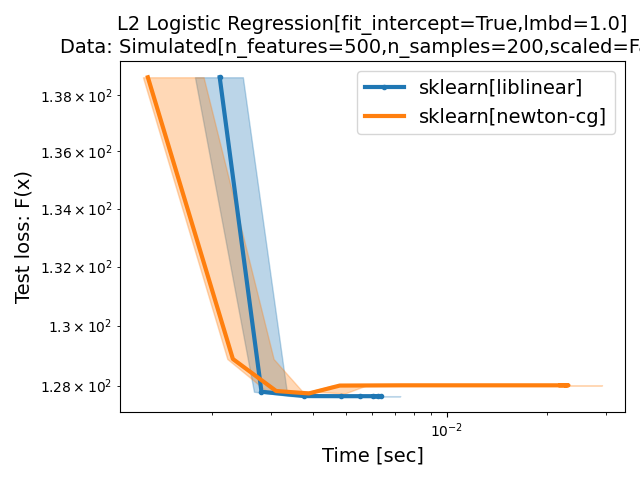 L2 Logistic Regression[fit_intercept=True,lmbd=1.0]
Data: Simulated[n_features=500,n_samples=200,scaled=Fa
sklearn[liblinear]
sklearn[newton-cg]
1.38 × 10²
1.36 × 10²
1.34 × 10²
1.32 × 10²
1.3 × 10²
1.28 × 10²
Test loss: F(x)
10⁻²
Time [sec]